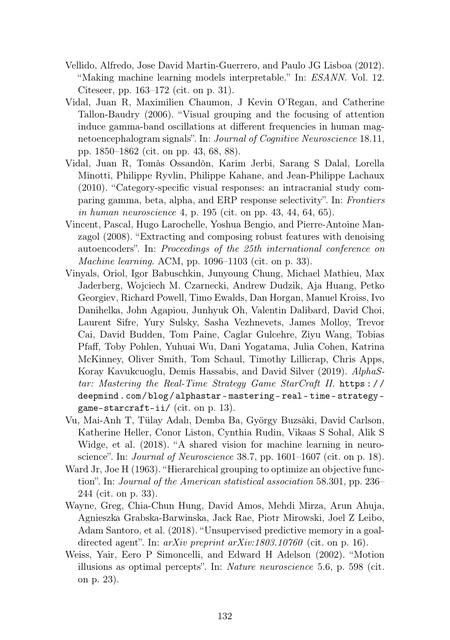 Vellido, Alfredo, Jose David Martin-Guerrero, and Paulo JG Lisboa (2012).
“Making machine learning models interpretable.” In: ESANN. Vol. 12.
Citeseer, pp. 163–172 (cit. on p. 31).
Vidal, Juan R, Maximilien Chaumon, J Kevin O’Regan, and Catherine
Tallon-Baudry (2006). “Visual grouping and the focusing of attention
induce gamma-band oscillations at different frequencies in human mag-
netoencephalogram signals”. In: Journal of Cognitive Neuroscience 18.11,
pp. 1850–1862 (cit. on pp. 43, 68, 88).
Vidal, Juan R, Tomàs Ossandòn, Karim Jerbi, Sarang S Dalal, Lorella
Minotti, Philippe Ryvlin, Philippe Kahane, and Jean-Philippe Lachaux
(2010). “Category-specific visual responses: an intracranial study com-
paring gamma, beta, alpha, and ERP response selectivity”. In: Frontiers
in human neuroscience 4, p. 195 (cit. on pp. 43, 44, 64, 65).
Vincent, Pascal, Hugo Larochelle, Yoshua Bengio, and Pierre-Antoine Man-
zagol (2008). “Extracting and composing robust features with denoising
autoencoders”. In: Proceedings of the 25th international conference on
Machine learning. ACM, pp. 1096–1103 (cit. on p. 33).
Vinyals, Oriol, Igor Babuschkin, Junyoung Chung, Michael Mathieu, Max
Jaderberg, Wojciech M. Czarnecki, Andrew Dudzik, Aja Huang, Petko
Georgiev, Richard Powell, Timo Ewalds, Dan Horgan, Manuel Kroiss, Ivo
Danihelka, John Agapiou, Junhyuk Oh, Valentin Dalibard, David Choi,
Laurent Sifre, Yury Sulsky, Sasha Vezhnevets, James Molloy, Trevor
Cai, David Budden, Tom Paine, Caglar Gulcehre, Ziyu Wang, Tobias
Pfaff, Toby Pohlen, Yuhuai Wu, Dani Yogatama, Julia Cohen, Katrina
McKinney, Oliver Smith, Tom Schaul, Timothy Lillicrap, Chris Apps,
Koray Kavukcuoglu, Demis Hassabis, and David Silver (2019). AlphaS-
tar: Mastering the Real-Time Strategy Game StarCraft II. https://
deepmind.com/blog/alphastar-mastering-real-time-strategy-
game-starcraft-ii/ (cit. on p. 13).
Vu, Mai-Anh T, Tülay Adalı, Demba Ba, György Buzsáki, David Carlson,
Katherine Heller, Conor Liston, Cynthia Rudin, Vikaas S Sohal, Alik S
Widge, et al. (2018). “A shared vision for machine learning in neuro-
science”. In: Journal of Neuroscience 38.7, pp. 1601–1607 (cit. on p. 18).
Ward Jr, Joe H (1963). “Hierarchical grouping to optimize an objective func-
tion”. In: Journal of the American statistical association 58.301, pp. 236–
244 (cit. on p. 33).
Wayne, Greg, Chia-Chun Hung, David Amos, Mehdi Mirza, Arun Ahuja,
Agnieszka Grabska-Barwinska, Jack Rae, Piotr Mirowski, Joel Z Leibo,
Adam Santoro, et al. (2018). “Unsupervised predictive memory in a goal-
directed agent”. In: arXiv preprint arXiv:1803.10760 (cit. on p. 16).
Weiss, Yair, Eero P Simoncelli, and Edward H Adelson (2002). “Motion
illusions as optimal percepts”. In: Nature neuroscience 5.6, p. 598 (cit.
on p. 23).
132